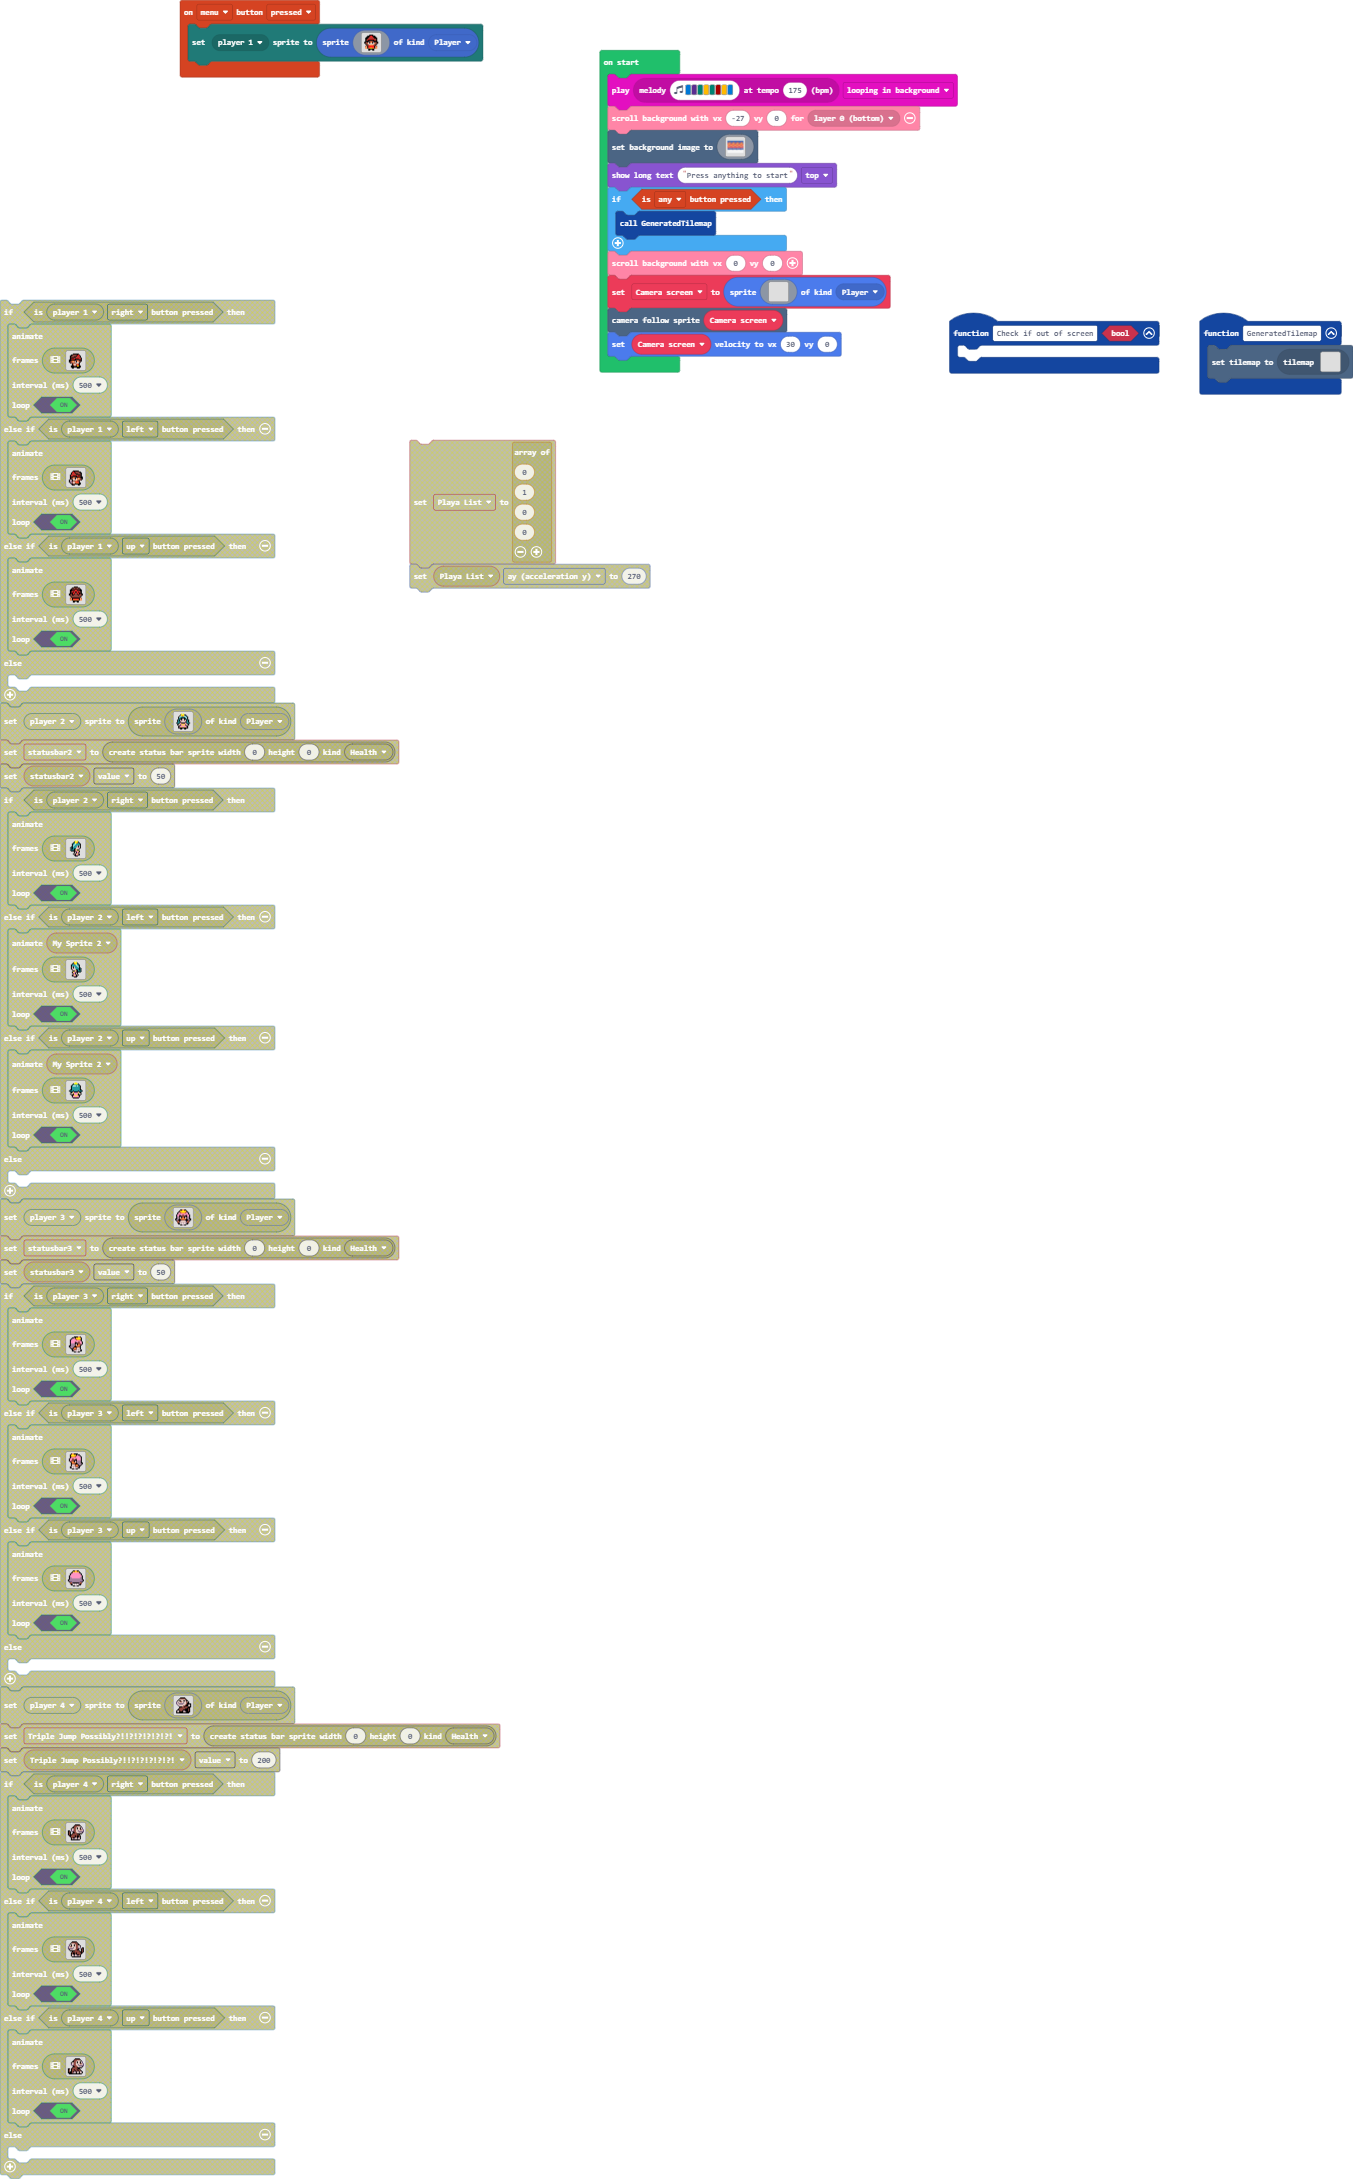 on menu button pressed
set player 1 sprite to sprite of kind Player
on start
play melody at tempo 175 (bpm) looping in background
scroll background with vx -27 vy 0 for layer 0 (bottom)
set background image to
show long text "Press anything to start" top
if is any button pressed then
call GeneratedTilemap
scroll background with vx 0 vy 0
set Camera screen to sprite of kind Player
camera follow sprite Camera screen
set Camera screen velocity to vx 30 vy 0
function Check if out of screen bool
function GeneratedTilemap
set tilemap to tilemap
if is player 1 right button pressed then
animate
frames
interval (ms) 500
loop ON
else if is player 1 left button pressed then
animate
frames
interval (ms) 500
loop ON
else if is player 1 up button pressed then
animate
frames
interval (ms) 500
loop ON
else
set Playa List to array of
0
1
0
0
set Playa List ay (acceleration y) to 270
set player 2 sprite to sprite of kind Player
set statusbar2 to create status bar sprite width 0 height 0 kind Health
set statusbar2 value to 50
if is player 2 right button pressed then
animate
frames
interval (ms) 500
loop ON
else if is player 2 left button pressed then
animate My Sprite 2
frames
interval (ms) 500
loop ON
else if is player 2 up button pressed then
animate My Sprite 2
frames
interval (ms) 500
loop ON
else
set player 3 sprite to sprite of kind Player
set statusbar3 to create status bar sprite width 0 height 0 kind Health
set statusbar3 value to 50
if is player 3 right button pressed then
animate
frames
interval (ms) 500
loop ON
else if is player 3 left button pressed then
animate
frames
interval (ms) 500
loop ON
else if is player 3 up button pressed then
animate
frames
interval (ms) 500
loop ON
else
set player 4 sprite to sprite of kind Player
set Triple Jump Possibly?!!?!?!?!?!?! to create status bar sprite width 0 height 0 kind Health
set Triple Jump Possibly?!!?!?!?!?!?! value to 200
if is player 4 right button pressed then
animate
frames
interval (ms) 500
loop ON
else if is player 4 left button pressed then
animate
frames
interval (ms) 500
loop ON
else if is player 4 up button pressed then
animate
frames
interval (ms) 500
loop ON
else